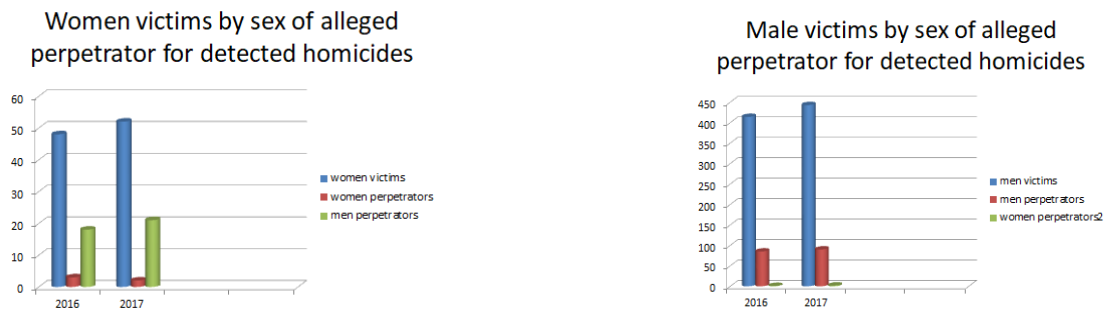 Women victims by sex of alleged
perpetrator for detected homicides
60
50
40
30
20
10
0
2016
2017
women victims
women perpetrators
men perpetrators
Male victims by sex of alleged
perpetrator for detected homicides
450
400
350
300
250
200
150
100
50
0
2016
2017
men victims
men perpetrators
women perpetrators2